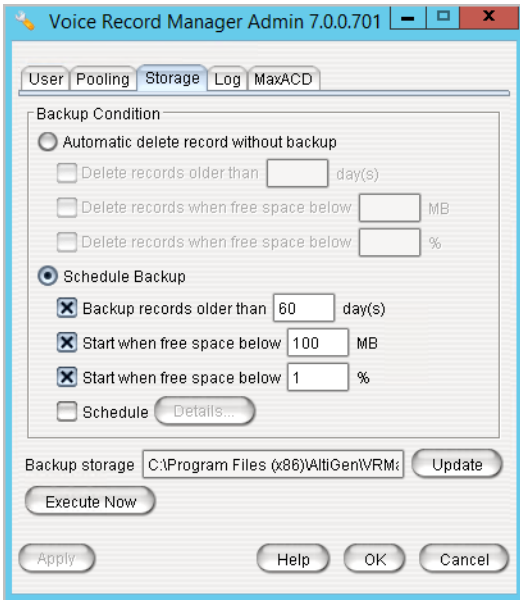 Voice Record Manager Admin 7.0.0.701
User Pooling Storage Log MaxACD
Backup Condition
Automatic delete record without backup
Delete records older than day(s)
Delete records when free space below MB
Delete records when free space below %
Schedule Backup
Backup records older than 60 day(s)
Start when free space below 100 MB
Start when free space below 1 %
Schedule Details...
Backup storage C:\Program Files (x86)\AltiGen\VRMa Update
Execute Now
Apply Help OK Cancel